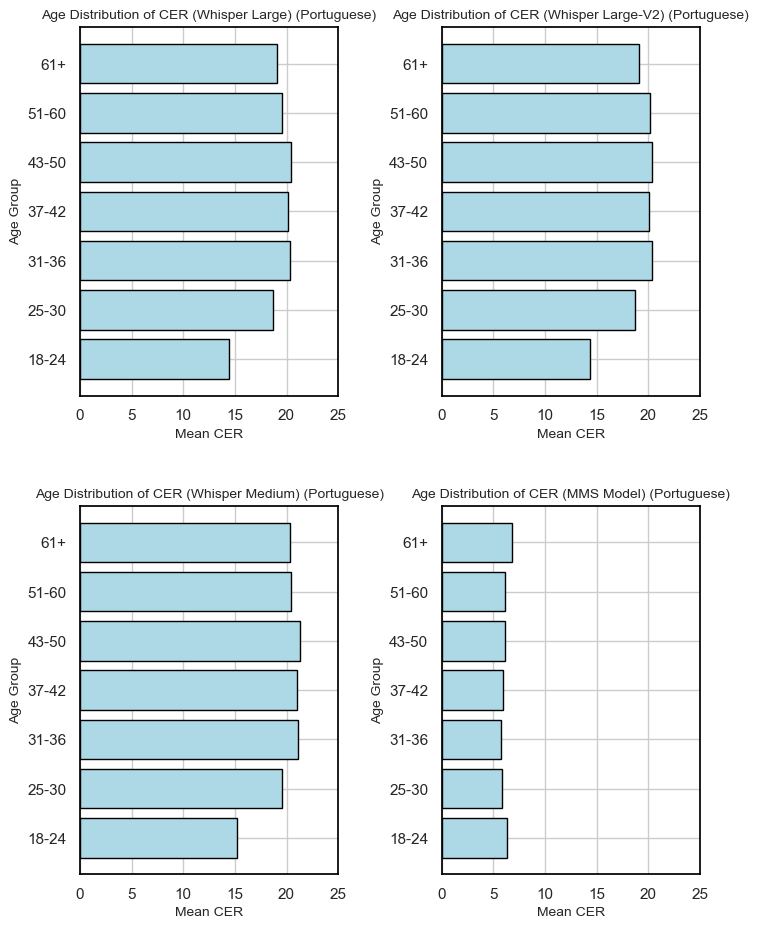 Age Distribution of CER (Whisper Large) (Portuguese)
61+
51-60
43-50
37-42
31-36
25-30
18-24
Age Group
0 5 10 15 20 25
Mean CER
Age Distribution of CER (Whisper Large-V2) (Portuguese)
61+
51-60
43-50
37-42
31-36
25-30
18-24
Age Group
0 5 10 15 20 25
Mean CER
Age Distribution of CER (Whisper Medium) (Portuguese)
61+
51-60
43-50
37-42
31-36
25-30
18-24
Age Group
0 5 10 15 20 25
Mean CER
Age Distribution of CER (MMS Model) (Portuguese)
61+
51-60
43-50
37-42
31-36
25-30
18-24
Age Group
0 5 10 15 20 25
Mean CER